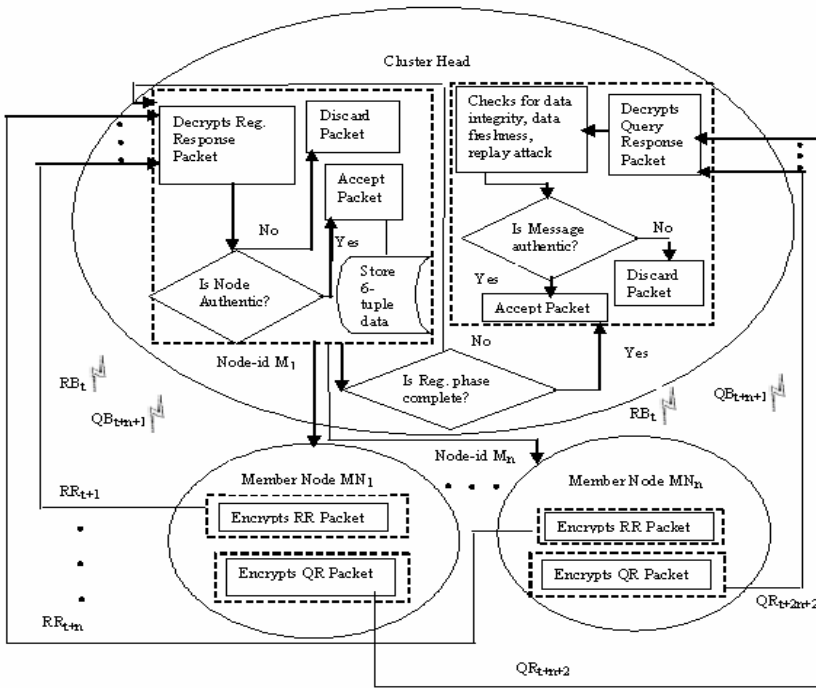 Cluster Head
Decrypts Reg.
Response
Packet
Discard
Packet
Accept
Packet
No
Yes
Is Node
Authentic?
Store
6-
tuple
data
Checks for data
integrity, data
freshness,
replay attack
Decrypts
Query
Response
Packet
Is Message
authentic?
No
Yes
Discard
Packet
Accept Packet
Node-id M1
No
Yes
Is Reg. phase
complete?
RBt
QBt+n+1
RBt
QBt+n+1
Node-id Mn
Member Node MN1
Encrypts RR Packet
Encrypts QR Packet
Member Node MNn
Encrypts RR Packet
Encrypts QR Packet
RRt+1
RRt+n
QRt+2n+2
QRt+n+2